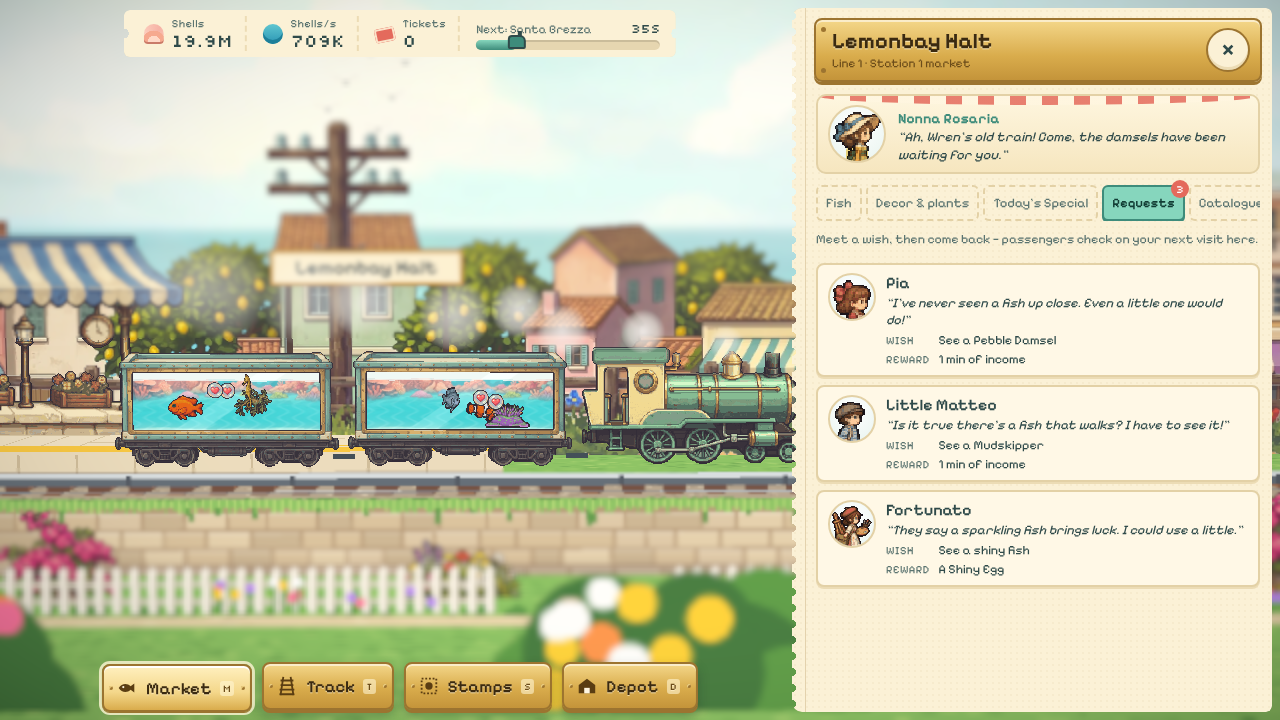 Shells
19.9M
Shells/s
709K
Tickets
0
Next: Santa Brezza
35S
Lemonbay Halt
Lemonbay Halt
Line 1 · Station 1 market
Nonna Rosaria
"Ah, Wren's old train! Come, the damsels have been
waiting for you."
Fish
Decor & plants
Today's Special
Requests
3
Catalogue
Meet a wish, then come back – passengers check on your next visit here.
Pia
"I've never seen a fish up close. Even a little one would
do!"
WISH See a Pebble Damsel
REWARD 1 min of income
Little Matteo
"Is it true there's a fish that walks? I have to see it!"
WISH See a Mudskipper
REWARD 1 min of income
Fortunato
"They say a sparkling fish brings luck. I could use a little."
WISH See a shiny fish
REWARD A Shiny Egg
Market M
Track T
Stamps S
Depot D